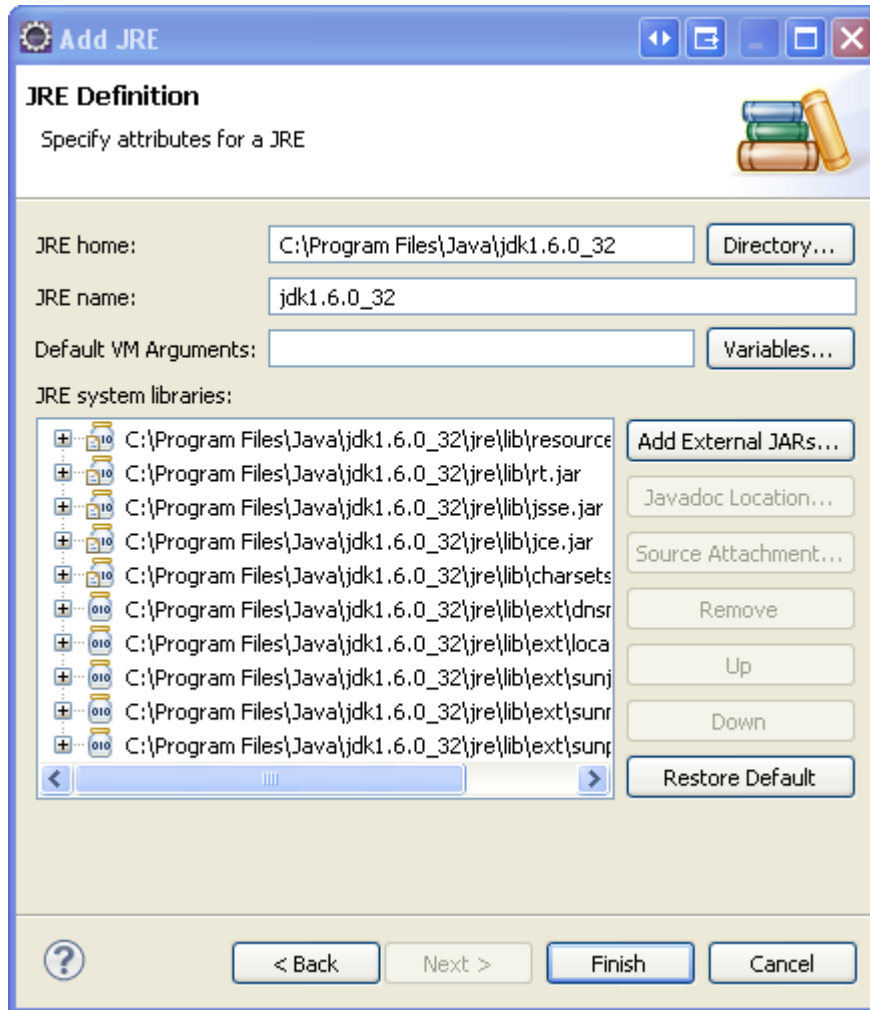 Add JRE
JRE Definition
Specify attributes for a JRE
JRE home: C:\Program Files\Java\jdk1.6.0_32 Directory...
JRE name: jdk1.6.0_32
Default VM Arguments: Variables...
JRE system libraries:
C:\Program Files\Java\jdk1.6.0_32\jre\lib\resource Add External JARs...
C:\Program Files\Java\jdk1.6.0_32\jre\lib\rt.jar
C:\Program Files\Java\jdk1.6.0_32\jre\lib\jsse.jar Javadoc Location...
C:\Program Files\Java\jdk1.6.0_32\jre\lib\jce.jar Source Attachment...
C:\Program Files\Java\jdk1.6.0_32\jre\lib\charsets
C:\Program Files\Java\jdk1.6.0_32\jre\lib\ext\dnsr Remove
C:\Program Files\Java\jdk1.6.0_32\jre\lib\ext\loca
C:\Program Files\Java\jdk1.6.0_32\jre\lib\ext\sunj Up
C:\Program Files\Java\jdk1.6.0_32\jre\lib\ext\sunr Down
C:\Program Files\Java\jdk1.6.0_32\jre\lib\ext\sunp
Restore Default
< Back Next > Finish Cancel